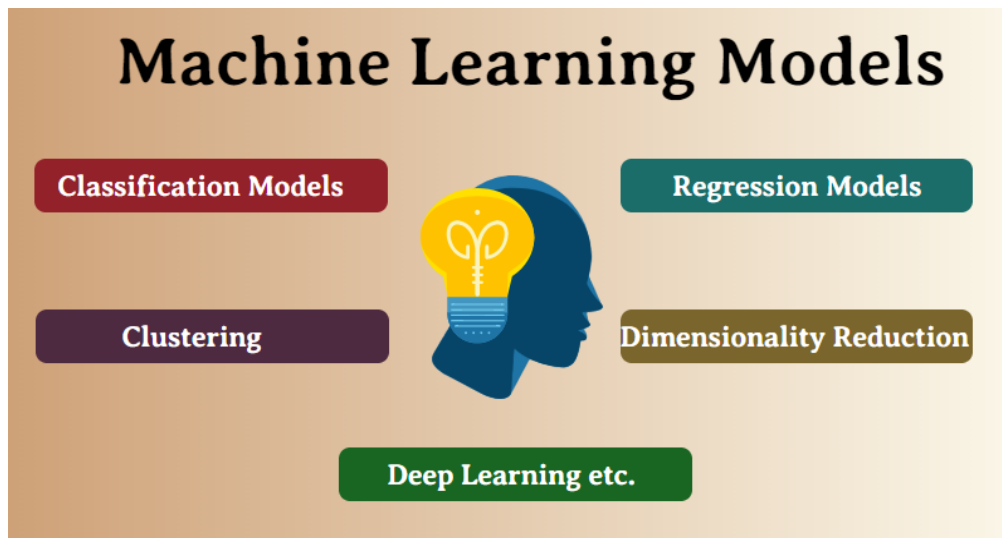 Machine Learning Models
Classification Models
Regression Models
Clustering
Dimensionality Reduction
Deep Learning etc.